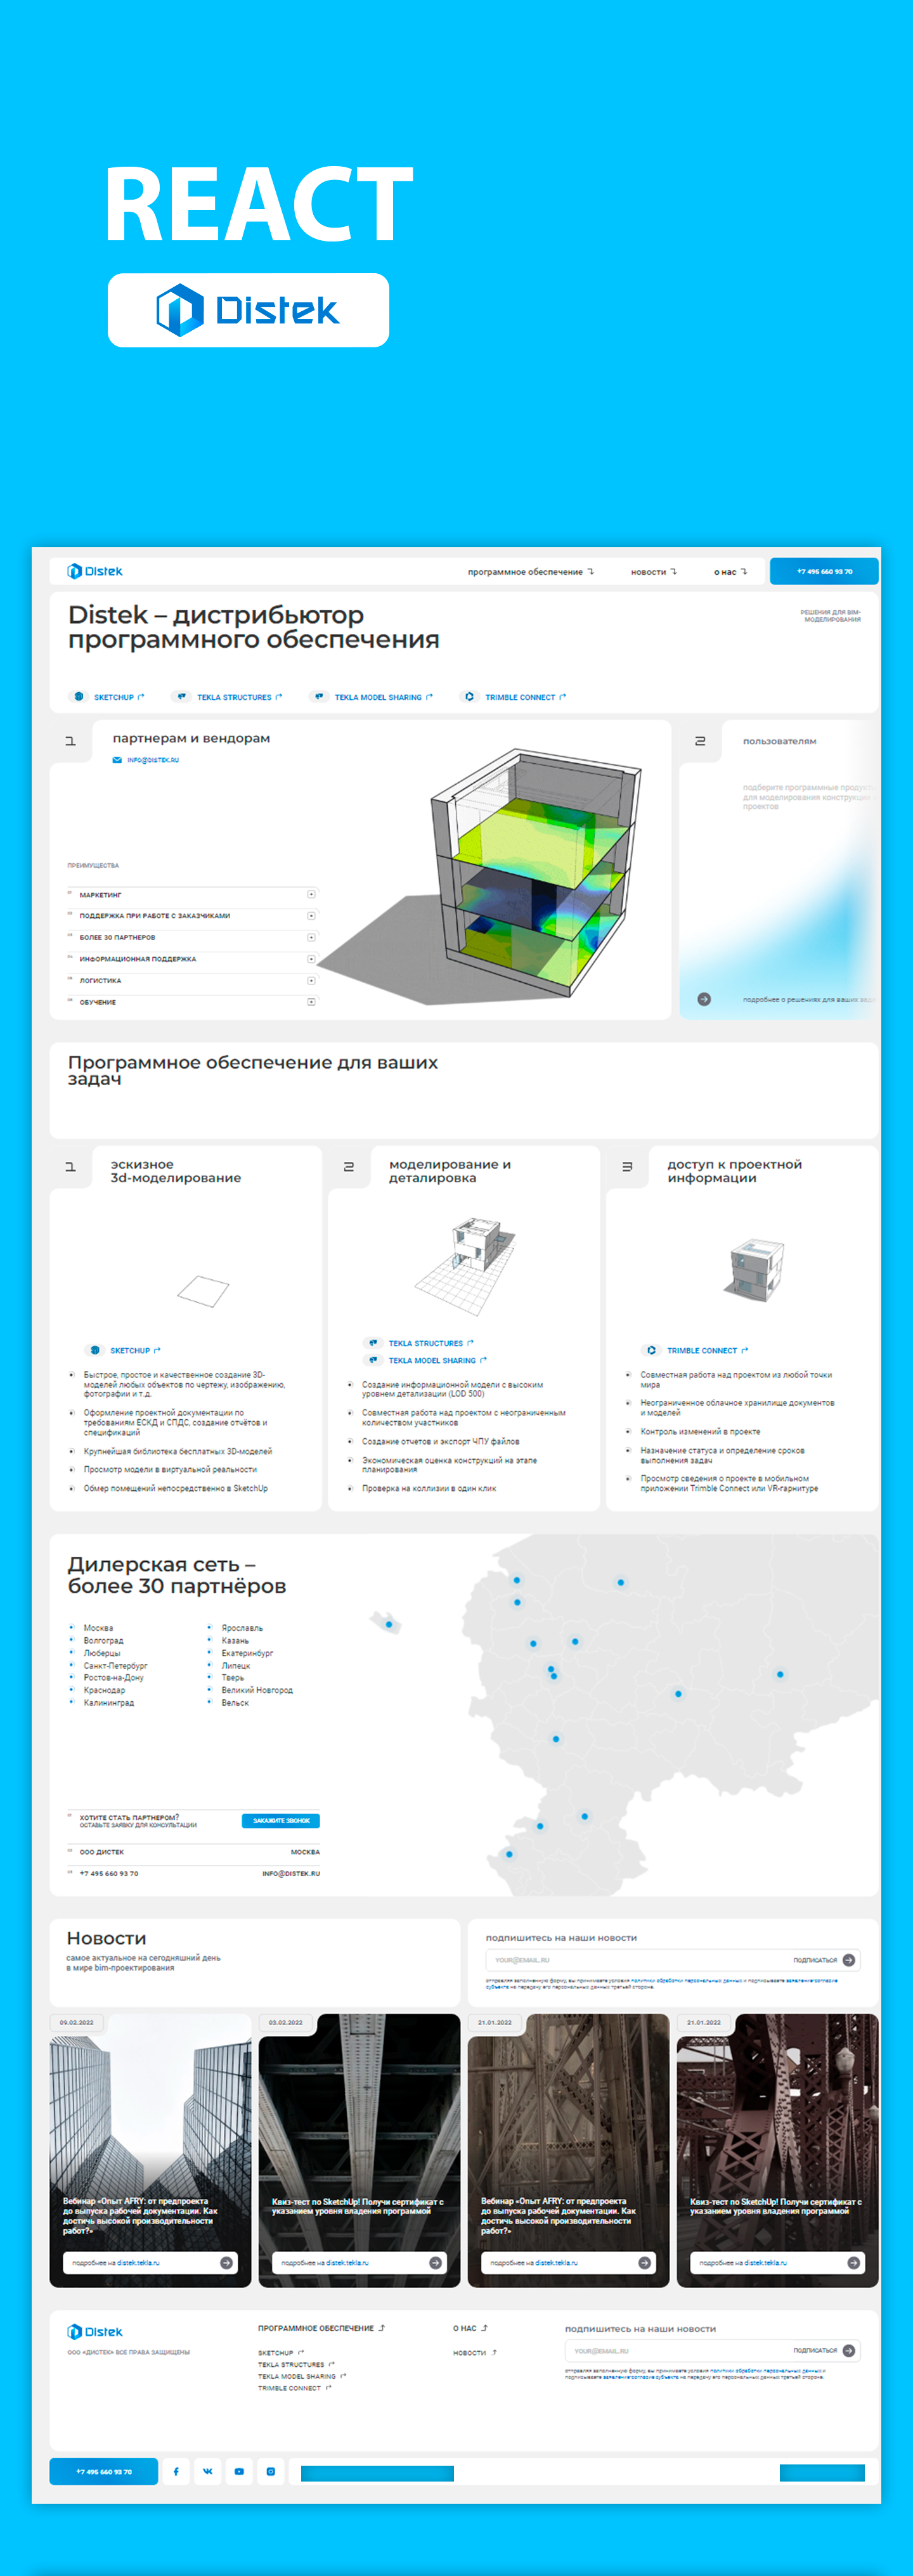 REACT
Distek
Distek
программное обеспечение
новости
о нас
+7 495 660 93 70
Distek – дистрибьютор
программного обеспечения
РЕШЕНИЯ ДЛЯ BIM-
МОДЕЛИРОВАНИЯ
SKETCHUP
TEKLA STRUCTURES
TEKLA MODEL SHARING
TRIMBLE CONNECT
1
партнерам и вендорам
INFO@DISTEK.RU
ПРЕИМУЩЕСТВА
МАРКЕТИНГ
ПОДДЕРЖКА ПРИ РАБОТЕ С ЗАКАЗЧИКАМИ
БОЛЕЕ 30 ПАРТНЕРОВ
ИНФОРМАЦИОННАЯ ПОДДЕРЖКА
ЛОГИСТИКА
ОБУЧЕНИЕ
2
пользователям
подберите программные
для моделирования
проектов
подробнее о решениях для ваших
Программное обеспечение для ваших
задач
1
эскизное
3d-моделирование
SKETCHUP
Быстрое, простое и качественное создание 3D-
моделей любых объектов по чертежу, изображению,
фотографии и т.д.
Оформление проектной документации по
требованиям ЕСКД и СПДС, создание отчётов и
спецификаций
Крупнейшая библиотека бесплатных 3D-моделей
Просмотр модели в виртуальной реальности
Обмер помещений непосредственно в SketchUp
2
моделирование и
деталировка
TEKLA STRUCTURES
TEKLA MODEL SHARING
Создание информационной модели с высоким
уровнем детализации (LOD 500)
Совместная работа над проектом с неограниченным
количеством участников
Создание отчетов и экспорт ЧПУ файлов
Экономическая оценка конструкций на этапе
планирования
Проверка на коллизии в один клик
3
доступ к проектной
информации
TRIMBLE CONNECT
Совместная работа над проектом из любой точки
мира
Неограниченное облачное хранилище документов
и моделей
Контроль изменений в проекте
Назначение статуса и определение сроков
выполнения задач
Просмотр сведения о проекте в мобильном
приложении Trimble Connect или VR-гарнитуре
Дилерская сеть –
более 30 партнёров
Москва
Волгоград
Люберцы
Санкт-Петербург
Ростов-на-Дону
Краснодар
Калининград
Ярославль
Казань
Екатеринбург
Липецк
Тверь
Великий Новгород
Вельск
ХОТИТЕ СТАТЬ ПАРТНЕРОМ?
ОСТАВЬТЕ ЗАЯВКУ ДЛЯ КОНСУЛЬТАЦИИ
ЗАКАЖИТЕ ЗВОНОК
ООО ДИСТЕК
МОСКВА
+7 495 660 93 70
INFO@DISTEK.RU
Новости
самое актуальное на сегодняшний день
в мире bim-проектирования
подпишитесь на наши новости
YOUR@EMAIL.RU
ПОДПИСАТЬСЯ
отправляя заполненную форму, вы принимаете условия политики обработки персональных данных и подписываете заявление-согласие
субъекта на передачу его персональных данных третьей стороне.
09.02.2022
Вебинар «Опыт AFRY: от предпроекта
до выпуска рабочей документации. Как
достичь высокой производительности
работ?»
подробнее на distek.tekla.ru
03.02.2022
Квиз-тест по SketchUp! Получи сертификат с
указанием уровня владения программой
подробнее на distek.tekla.ru
21.01.2022
Вебинар «Опыт AFRY: от предпроекта
до выпуска рабочей документации. Как
достичь высокой производительности
работ?»
подробнее на distek.tekla.ru
21.01.2022
Квиз-тест по SketchUp! Получи сертификат с
указанием уровня владения программой
подробнее на distek.tekla.ru
Distek
ООО «ДИСТЕК» ВСЕ ПРАВА ЗАЩИЩЕНЫ
ПРОГРАММНОЕ ОБЕСПЕЧЕНИЕ
SKETCHUP
TEKLA STRUCTURES
TEKLA MODEL SHARING
TRIMBLE CONNECT
О НАС
НОВОСТИ
подпишитесь на наши новости
YOUR@EMAIL.RU
ПОДПИСАТЬСЯ
отправляя заполненную форму, вы принимаете условия политики обработки персональных данных и
подписываете заявление-согласие субъекта на передачу его персональных данных третьей стороне.
+7 495 660 93 70